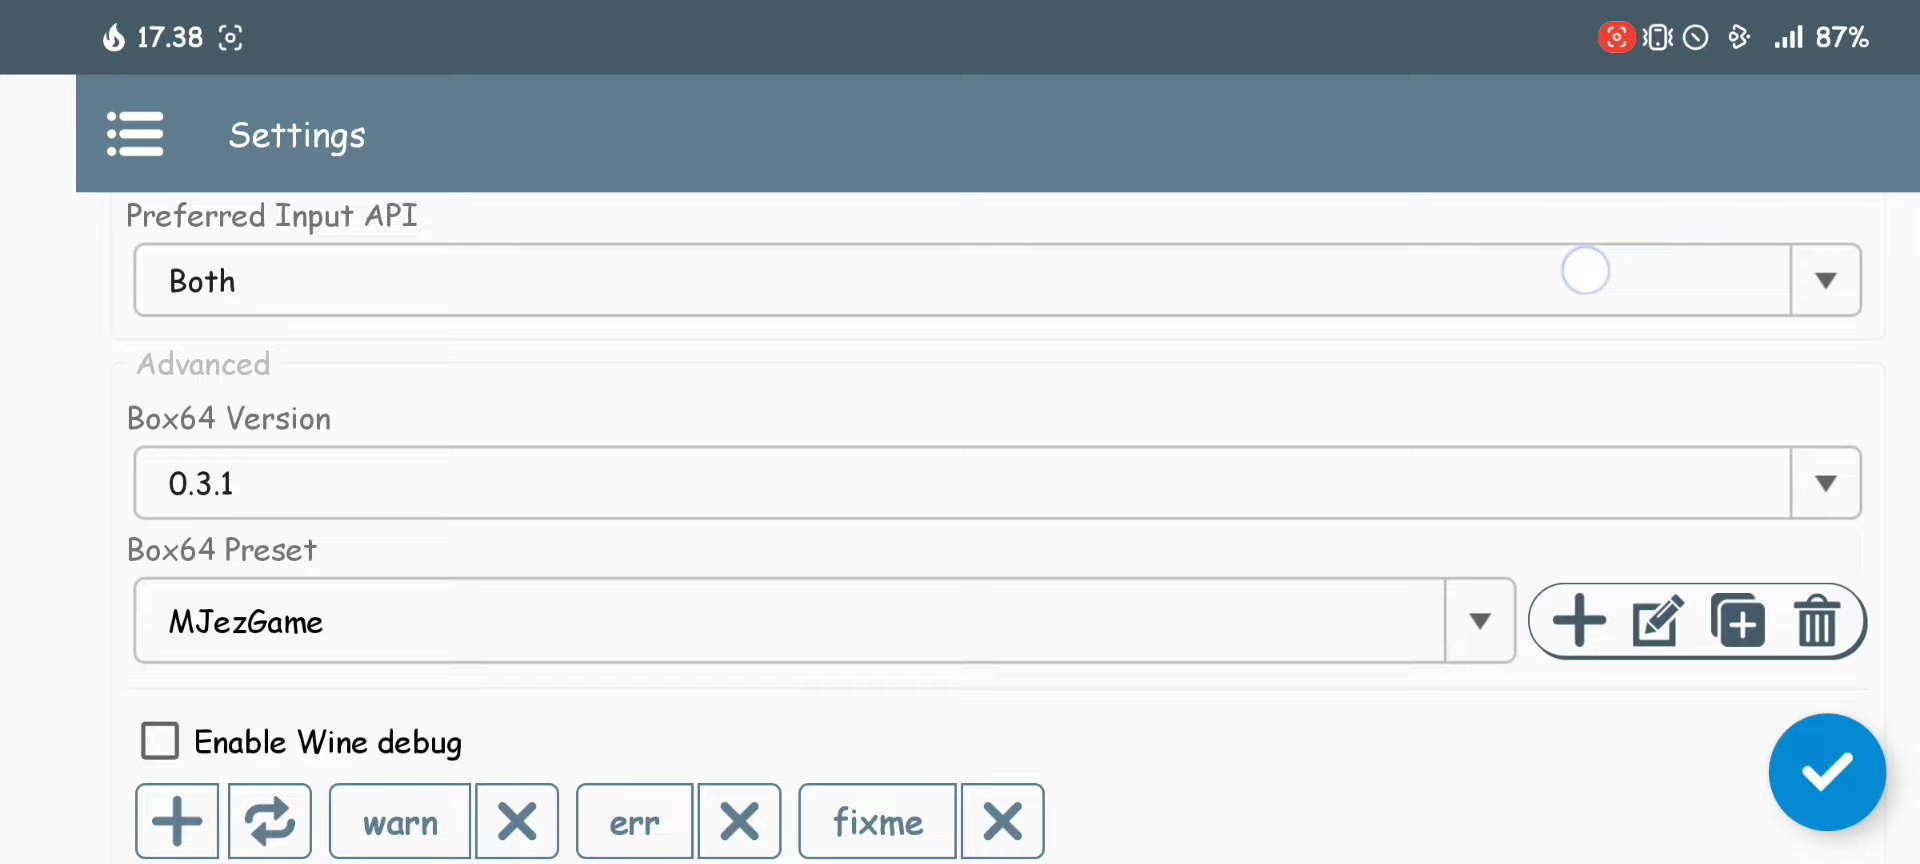 17.38
87%
Settings
Preferred Input API
Both
Advanced
Box64 Version
0.3.1
Box64 Preset
MJezGame
Enable Wine debug
warn err fixme